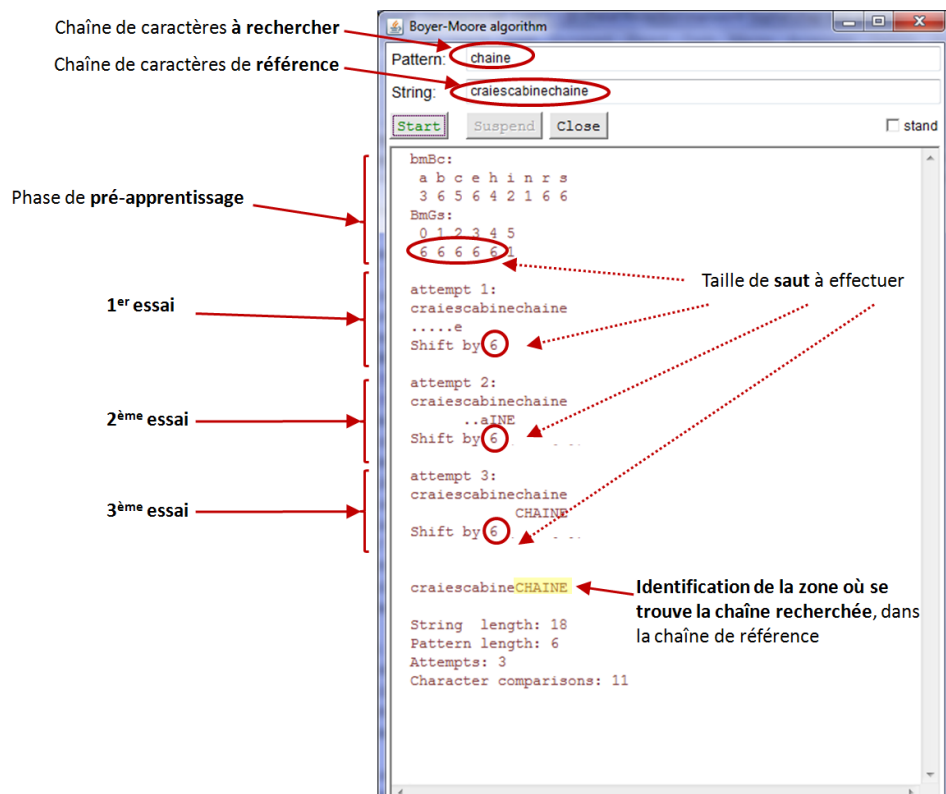 Boyer-Moore algorithm
Chaîne de caractères à rechercher
Pattern: chaine
Chaîne de caractères de référence
String: craiescabinechaine
Start Suspend Close stand
bmBc:
a b c e h i n r s
3 6 5 6 4 2 1 6 6
Phase de pré-apprentissage
BmGs:
0 1 2 3 4 5
6 6 6 6 6 1
Taille de saut à effectuer
1er essai
attempt 1:
craiescabinechaine
.....e
Shift by 6
2ème essai
attempt 2:
craiescabinechaine
..aINE
Shift by 6
3ème essai
attempt 3:
craiescabinechaine
CHAINE
Shift by 6
craiescabineCHAINE
Identification de la zone où se
trouve la chaîne recherchée, dans
la chaîne de référence
String length: 18
Pattern length: 6
Attempts: 3
Character comparisons: 11